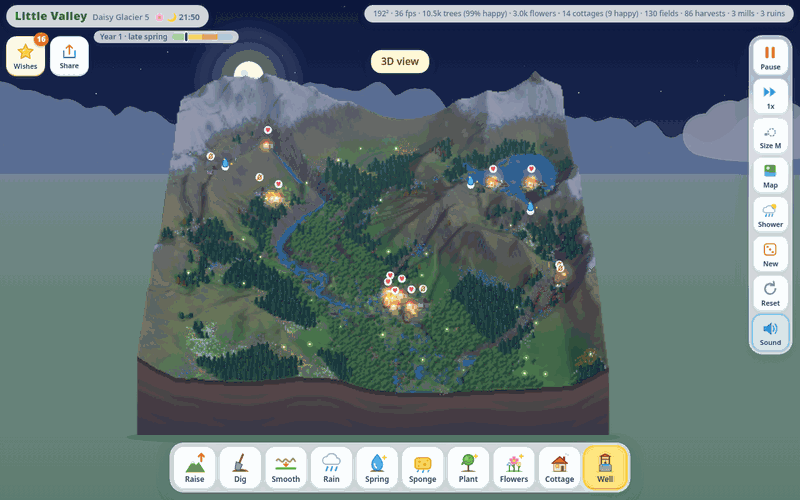 Little Valley Daisy Glacier 5 21:50
192² · 36 fps · 10.5k trees (99% happy) · 3.0k flowers · 14 cottages (9 happy) · 130 fields · 86 harvests · 3 mills · 3 ruins
Year 1 · late spring
16
Wishes
Share
3D view
Pause
1x
Size M
Map
Shower
New
Reset
Sound
Raise
Dig
Smooth
Rain
Spring
Sponge
Plant
Flowers
Cottage
Well